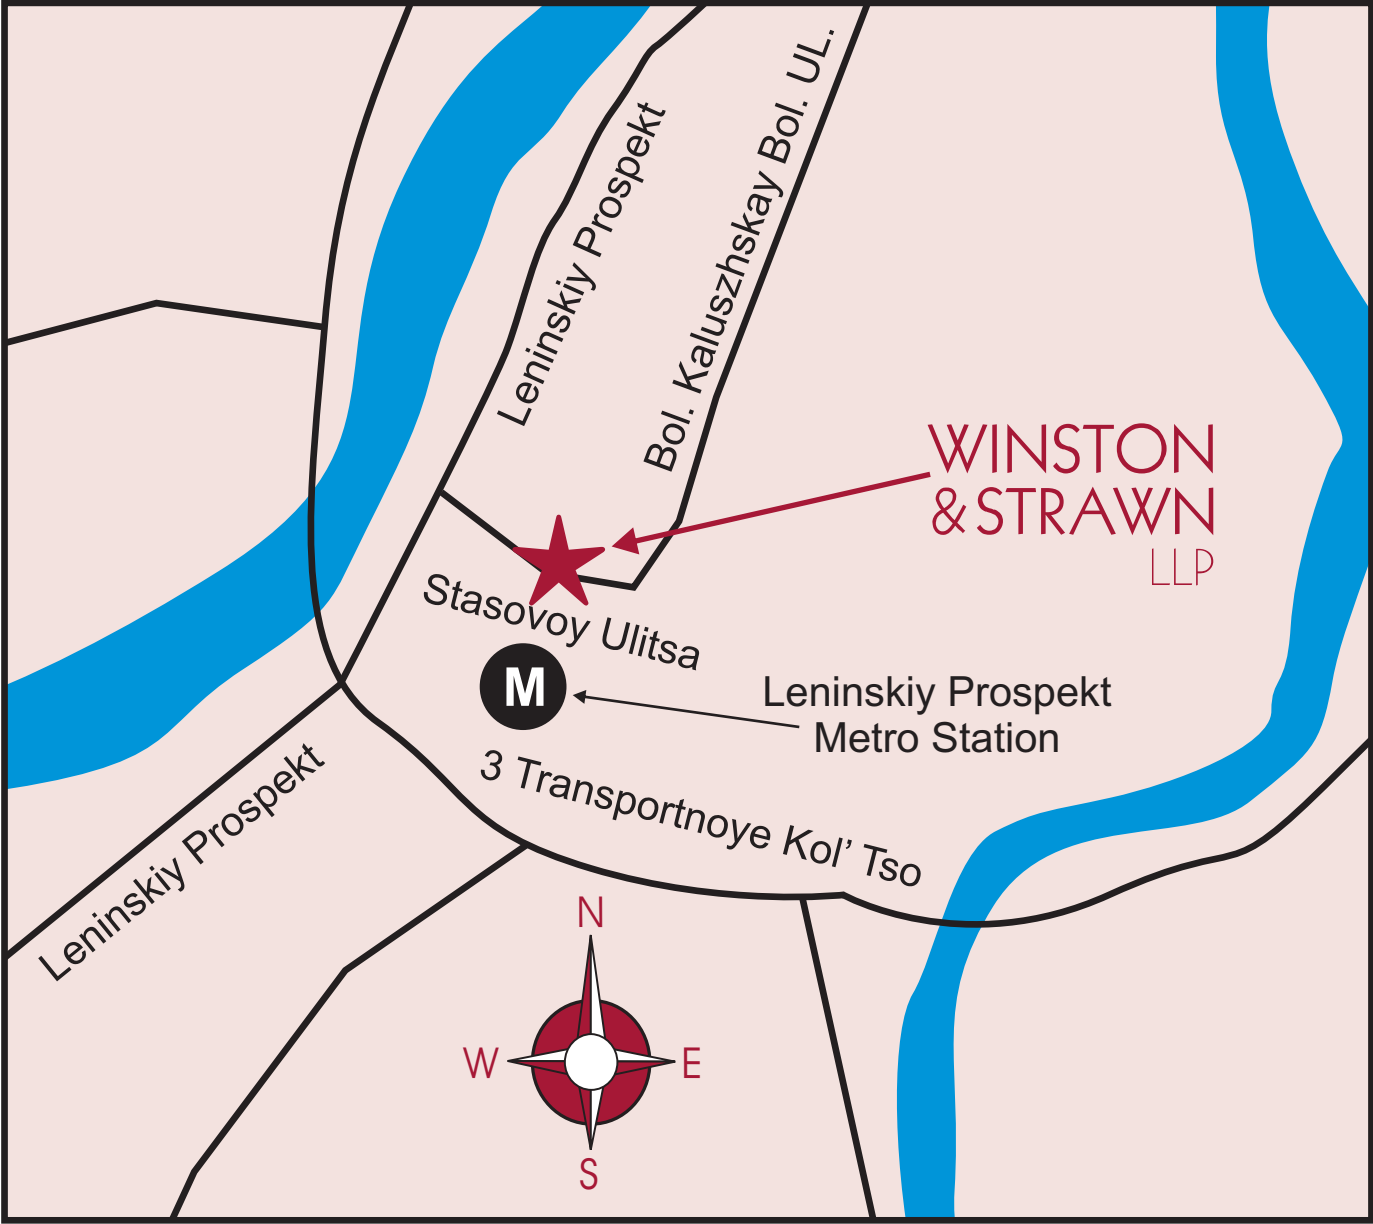 Leninskiy Prospekt
Bol. Kaluszhskay Bol. UL.
WINSTON
& STRAWN
LLP
Stasovoy Ulitsa
M
Leninskiy Prospekt
Metro Station
3 Transportnoye Kol’ Tso
Leninskiy Prospekt
N
W
E
S